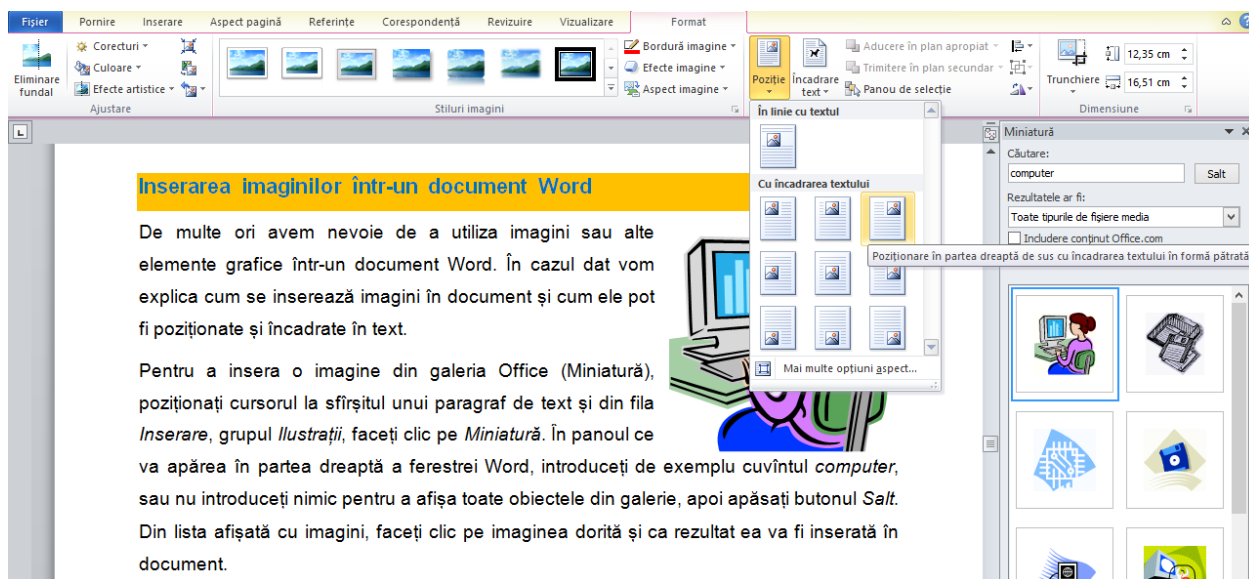 Fișier Pornire Inserare Aspect pagină Referințe Corespondență Revizuire Vizualizare Format
Corecturi
Culoare
Efecte artistice
Eliminare
fundal
Ajustare
Stiluri imagini
Bordură imagine
Efecte imagine
Aspect imagine
Poziție
Încadrare
text
Aducere în plan apropiat
Trimitere în plan secundar
Panou de selecție
Trunchiere
12,35 cm
16,51 cm
Dimensiune
În linie cu textul
Cu încadrarea textului
Poziționare în partea dreaptă de sus cu încadrarea textului în formă pătrată
Mai multe opțiuni aspect...
L
Inserarea imaginilor într-un document Word
De multe ori avem nevoie de a utiliza imagini sau alte
elemente grafice într-un document Word. În cazul dat vom
explica cum se inserează imagini în document și cum ele pot
fi poziționate și încadrate în text.
Pentru a insera o imagine din galeria Office (Miniatură),
poziționați cursorul la sfîrșitul unui paragraf de text și din fila
Inserare, grupul Ilustrații, faceți clic pe Miniatură. În panoul ce
va apărea în partea dreaptă a ferestrei Word, introduceți de exemplu cuvîntul computer,
sau nu introduceți nimic pentru a afișa toate obiectele din galerie, apoi apăsați butonul Salt.
Din lista afișată cu imagini, faceți clic pe imaginea dorită și ca rezultat ea va fi inserată în
document.
Miniatură
Căutare:
computer
Salt
Rezultatele ar fi:
Toate tipurile de fișiere media
Includere conținut Office.com